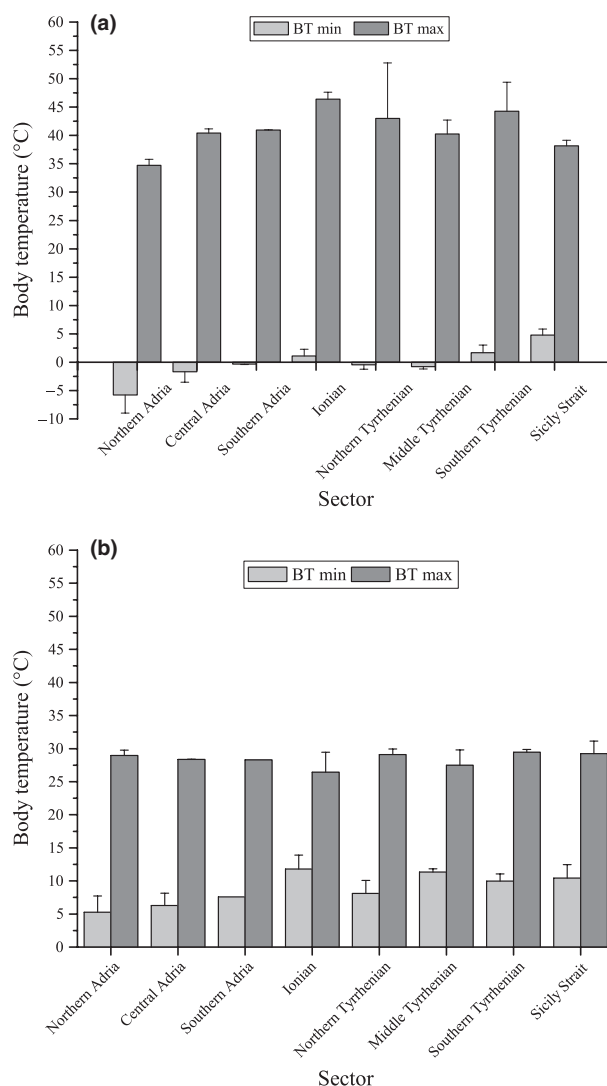 (a)
BT min BT max
Body temperature (°C)
60
55
50
45
40
35
30
25
20
15
10
5
0
−5
−10
Northern Adria
Central Adria
Southern Adria
Ionian
Northern Tyrrhenian
Middle Tyrrhenian
Southern Tyrrhenian
Sicily Strait
Sector
(b)
BT min BT max
Body temperature (°C)
60
55
50
45
40
35
30
25
20
15
10
5
0
Northern Adria
Central Adria
Southern Adria
Ionian
Northern Tyrrhenian
Middle Tyrrhenian
Southern Tyrrhenian
Sicily Strait
Sector